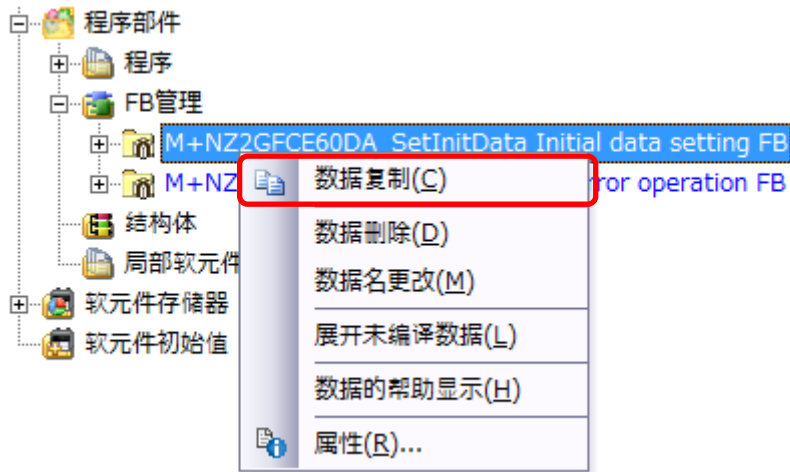 程序部件
程序
FB管理
M+NZ2GFCE60DA_SetInitData Initial data setting FB
M+NZ
ror operation FB
数据复制(C)
结构体
数据删除(D)
局部软元件
数据名更改(M)
软元件存储器
展开未编译数据(L)
软元件初始值
数据的帮助显示(H)
属性(R)...